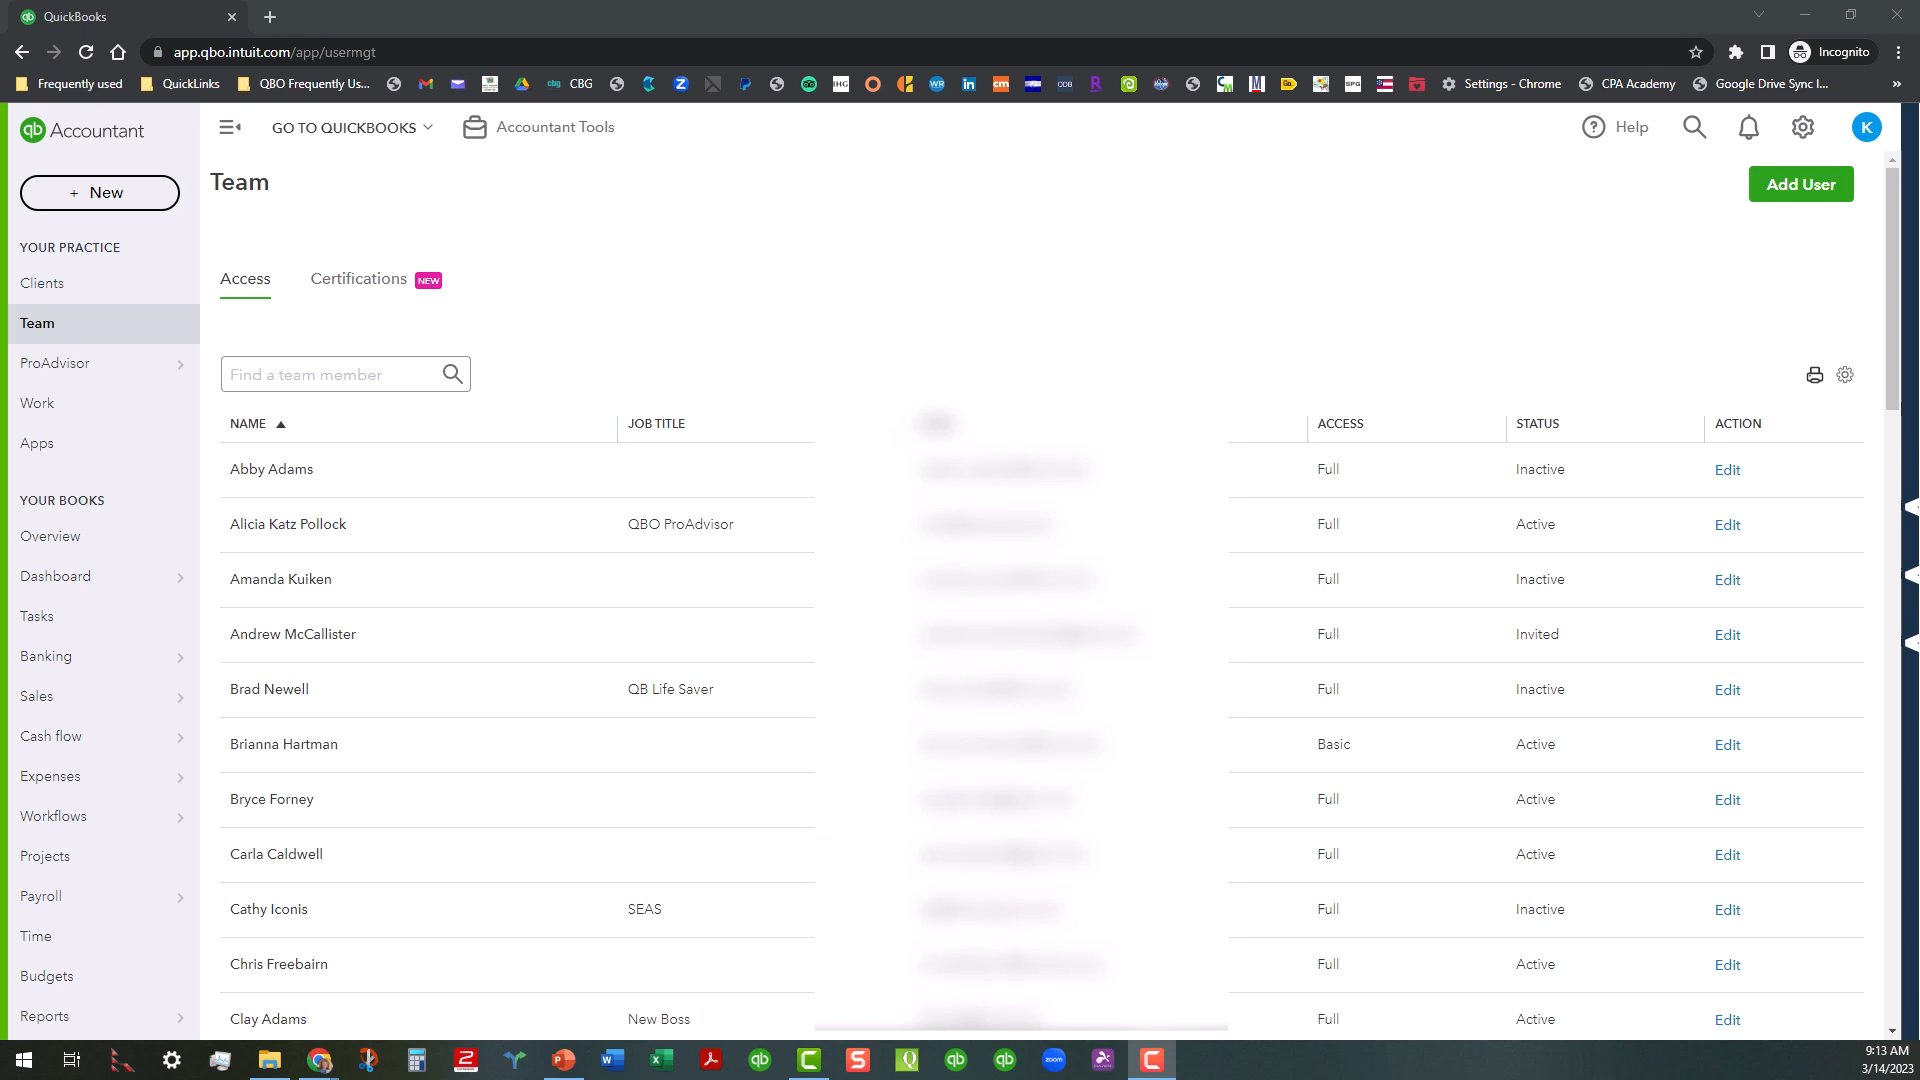 QuickBooks
app.qbo.intuit.com/app/usermgt
Incognito
Frequently used
QuickLinks
QBO Frequently Us...
CBG
Settings - Chrome
CPA Academy
Google Drive Sync I...
qb Accountant
GO TO QUICKBOOKS
Accountant Tools
Help
K
+ New
Team
Add User
YOUR PRACTICE
Clients
Team
ProAdvisor
Work
Apps
YOUR BOOKS
Overview
Dashboard
Tasks
Banking
Sales
Cash flow
Expenses
Workflows
Projects
Payroll
Time
Budgets
Reports
Access
Certifications NEW
Find a team member
NAME JOB TITLE ACCESS STATUS ACTION
Abby Adams Full Inactive Edit
Alicia Katz Pollock QBO ProAdvisor Full Active Edit
Amanda Kuiken Full Inactive Edit
Andrew McCallister Full Invited Edit
Brad Newell QB Life Saver Full Inactive Edit
Brianna Hartman Basic Active Edit
Bryce Forney Full Active Edit
Carla Caldwell Full Active Edit
Cathy Iconis SEAS Full Inactive Edit
Chris Freebairn Full Active Edit
Clay Adams New Boss Full Active Edit
9:13 AM
3/14/2023